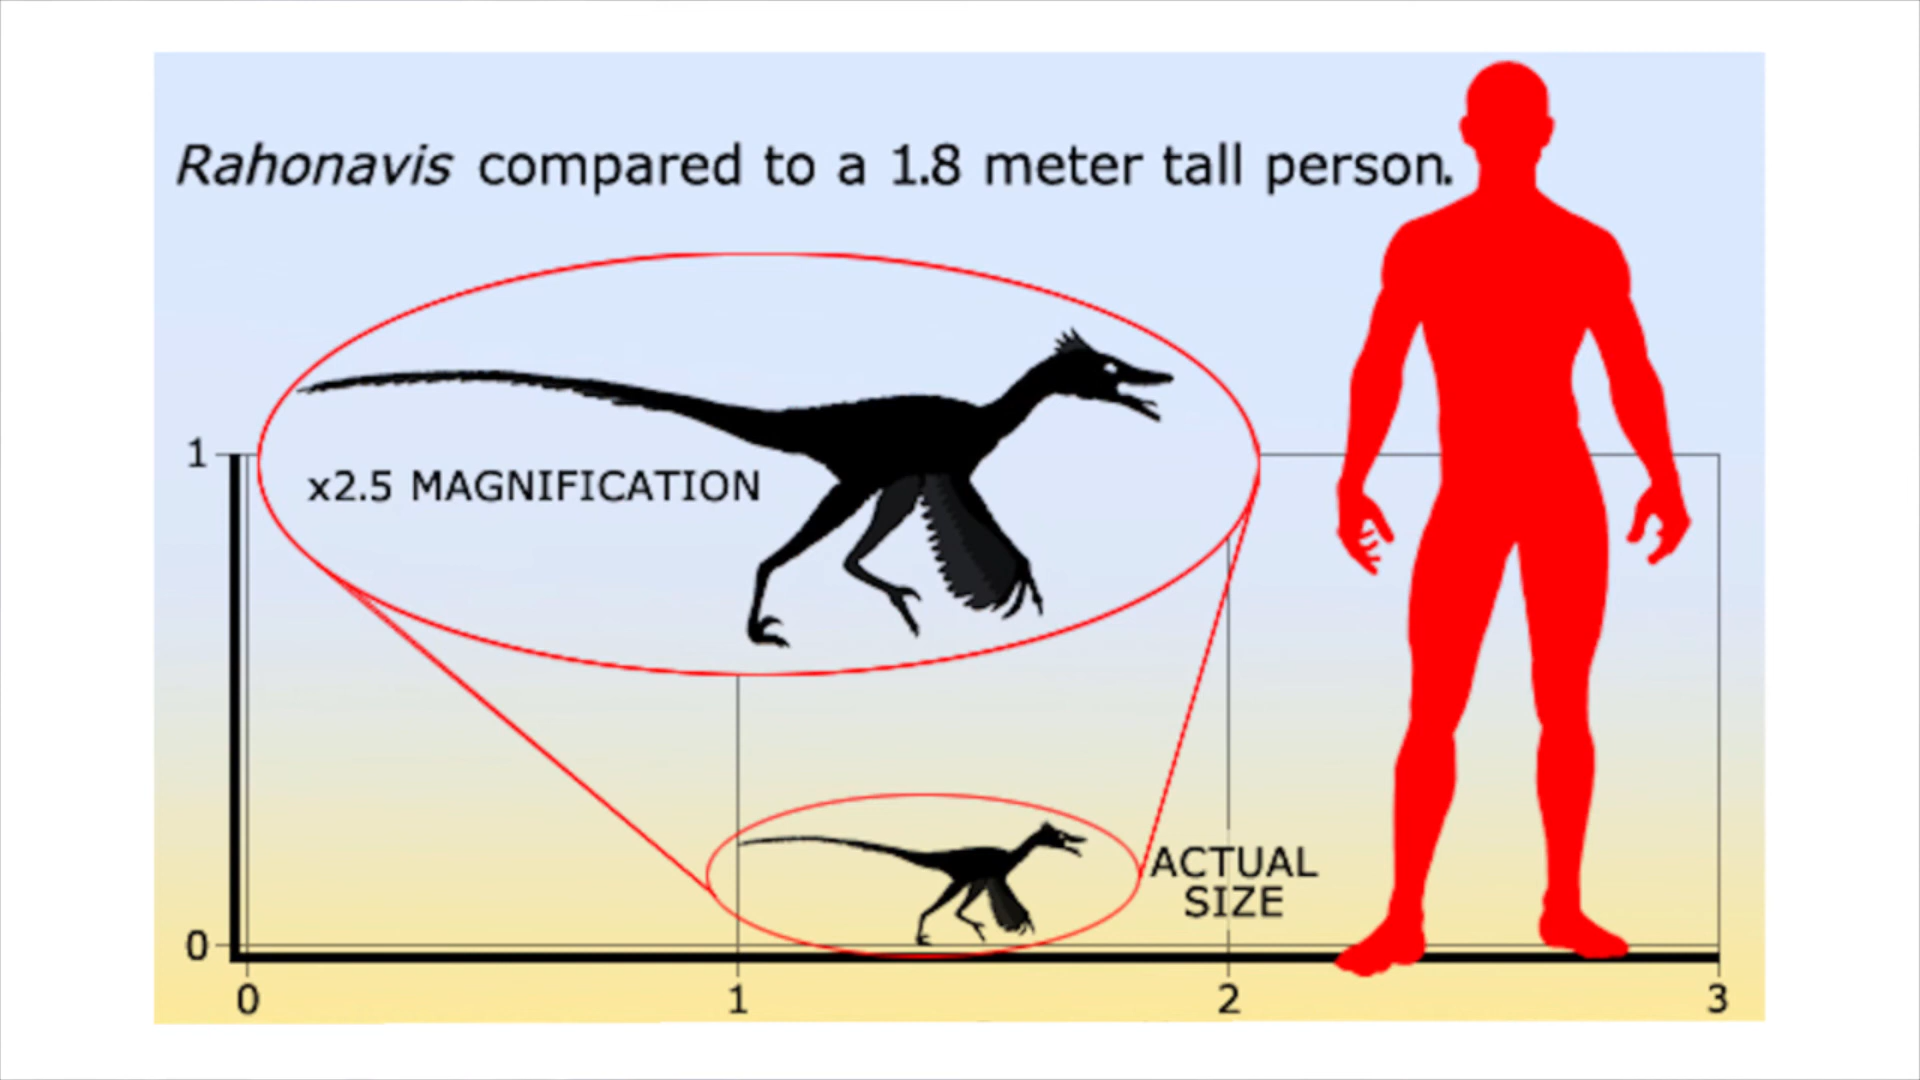 Rahonavis compared to a 1.8 meter tall person.
1
x2.5 MAGNIFICATION
ACTUAL
SIZE
0
0 1 2 3